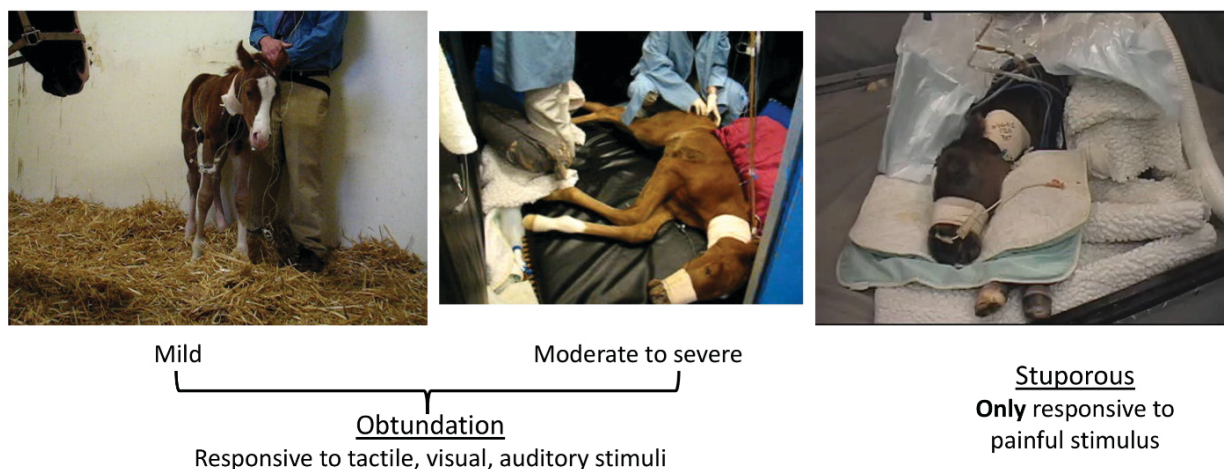 Mild
Moderate to severe
Obtundation
Responsive to tactile, visual, auditory stimuli
Stuporous
Only responsive to
painful stimulus